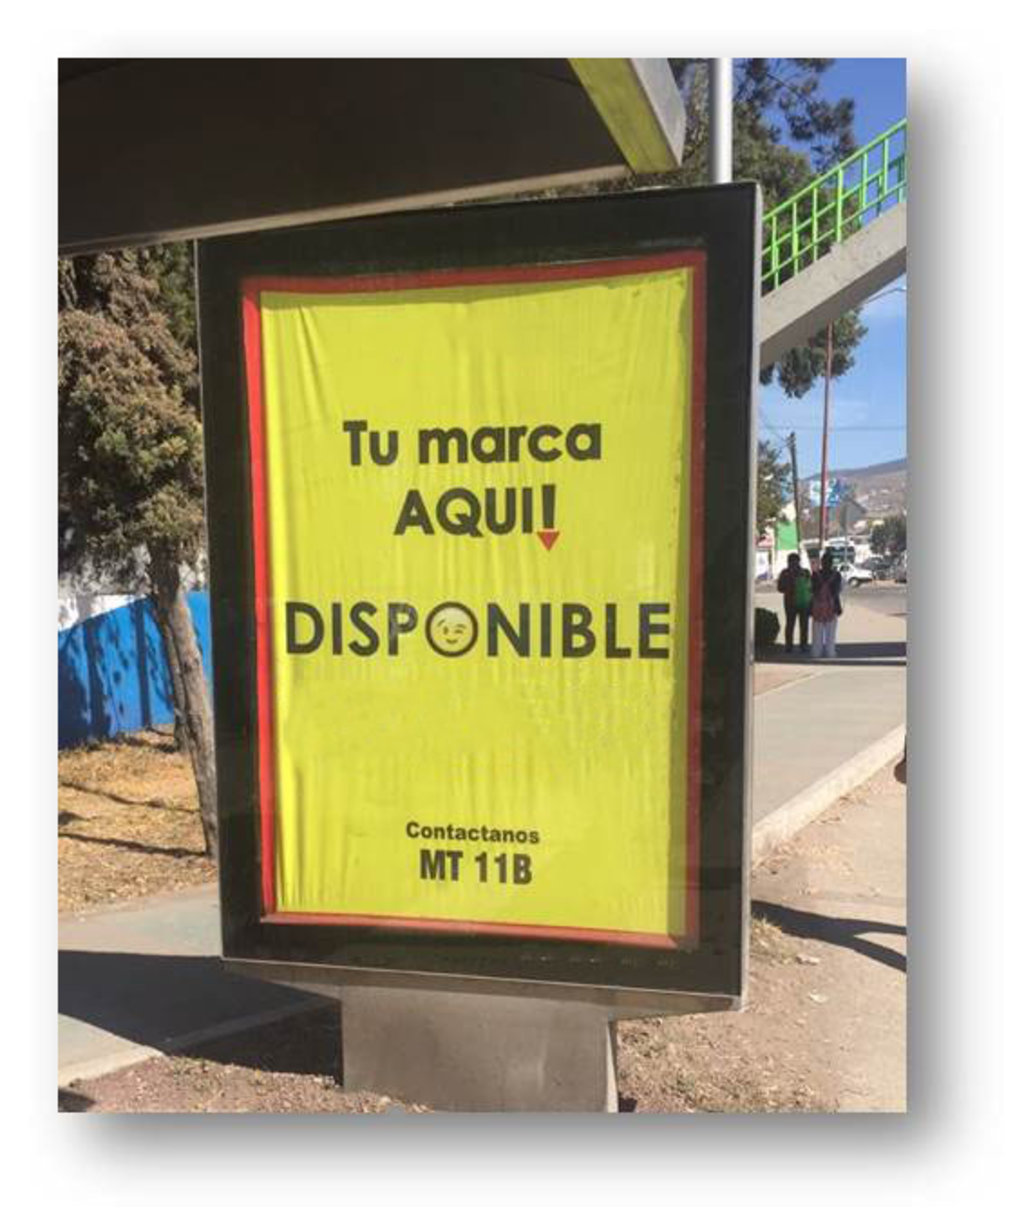 Tu marca
AQUI!
DISPONIBLE
Contactanos
MT 11B